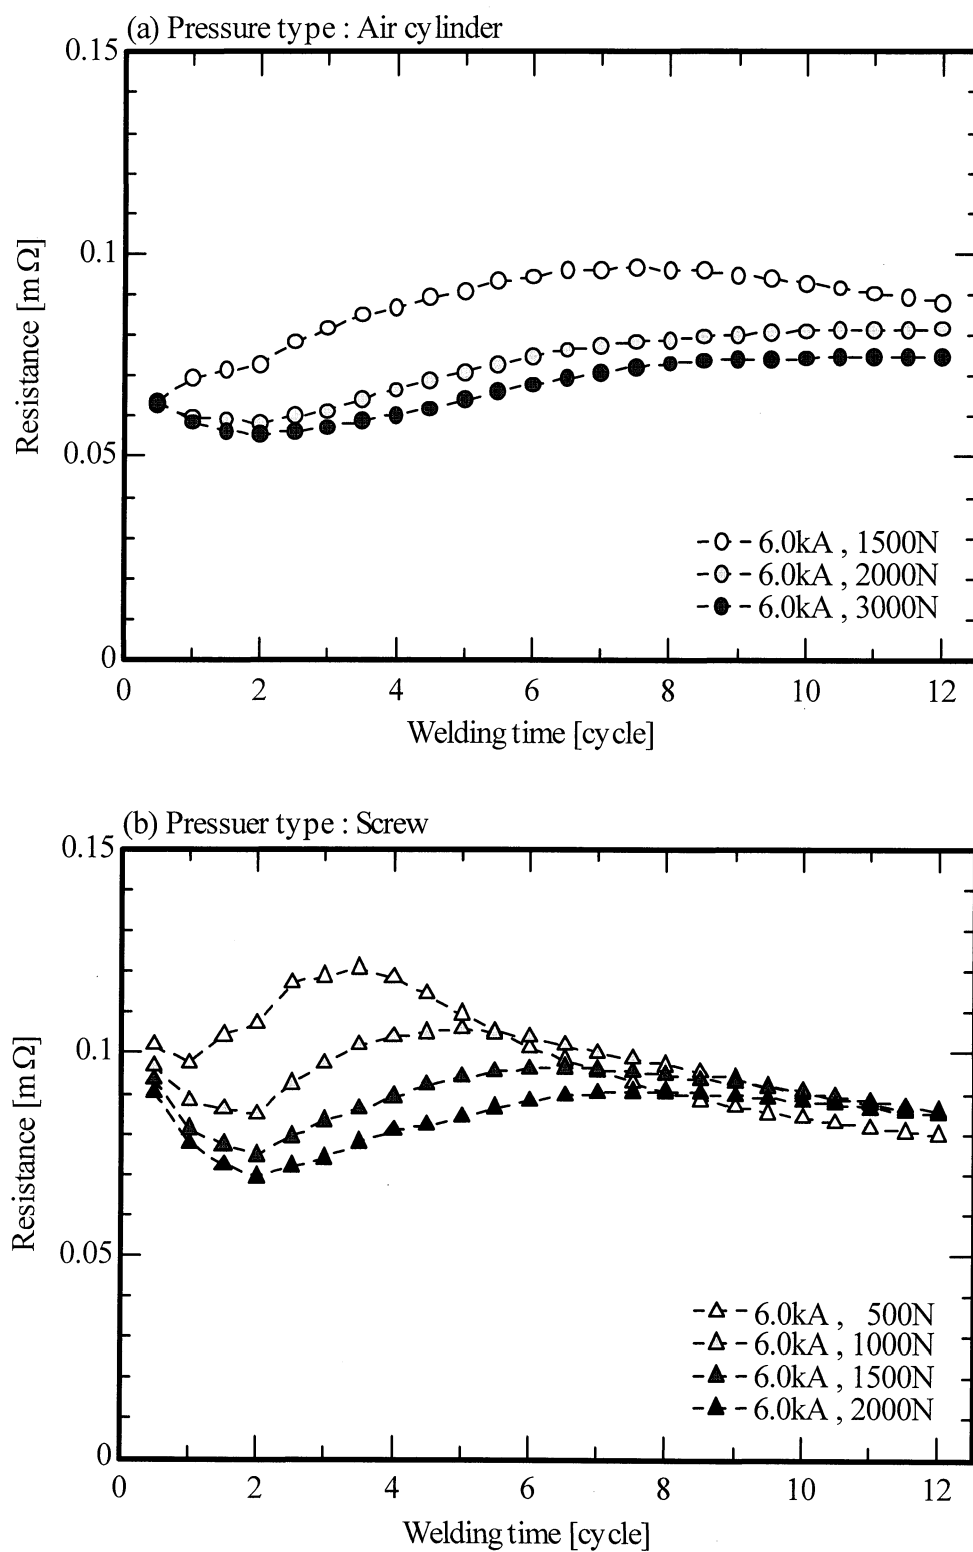 (a) Pressure type : Air cylinder
0.15
0.1
0.05
0
Resistance [m Ω]
6.0kA , 1500N
6.0kA , 2000N
6.0kA , 3000N
0 2 4 6 8 10 12
Welding time [cycle]
(b) Pressuer type : Screw
0.15
0.1
0.05
0
Resistance [m Ω]
6.0kA , 500N
6.0kA , 1000N
6.0kA , 1500N
6.0kA , 2000N
0 2 4 6 8 10 12
Welding time [cycle]